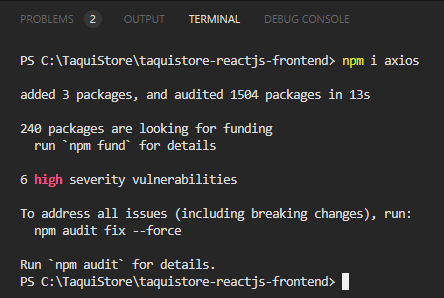 PROBLEMS 2 OUTPUT TERMINAL DEBUG CONSOLE
PS C:\TaquiStore\taquistore-reactjs-frontend> npm i axios
added 3 packages, and audited 1504 packages in 13s
240 packages are looking for funding
  run `npm fund` for details
6 high severity vulnerabilities
To address all issues (including breaking changes), run:
  npm audit fix --force
Run `npm audit` for details.
PS C:\TaquiStore\taquistore-reactjs-frontend>